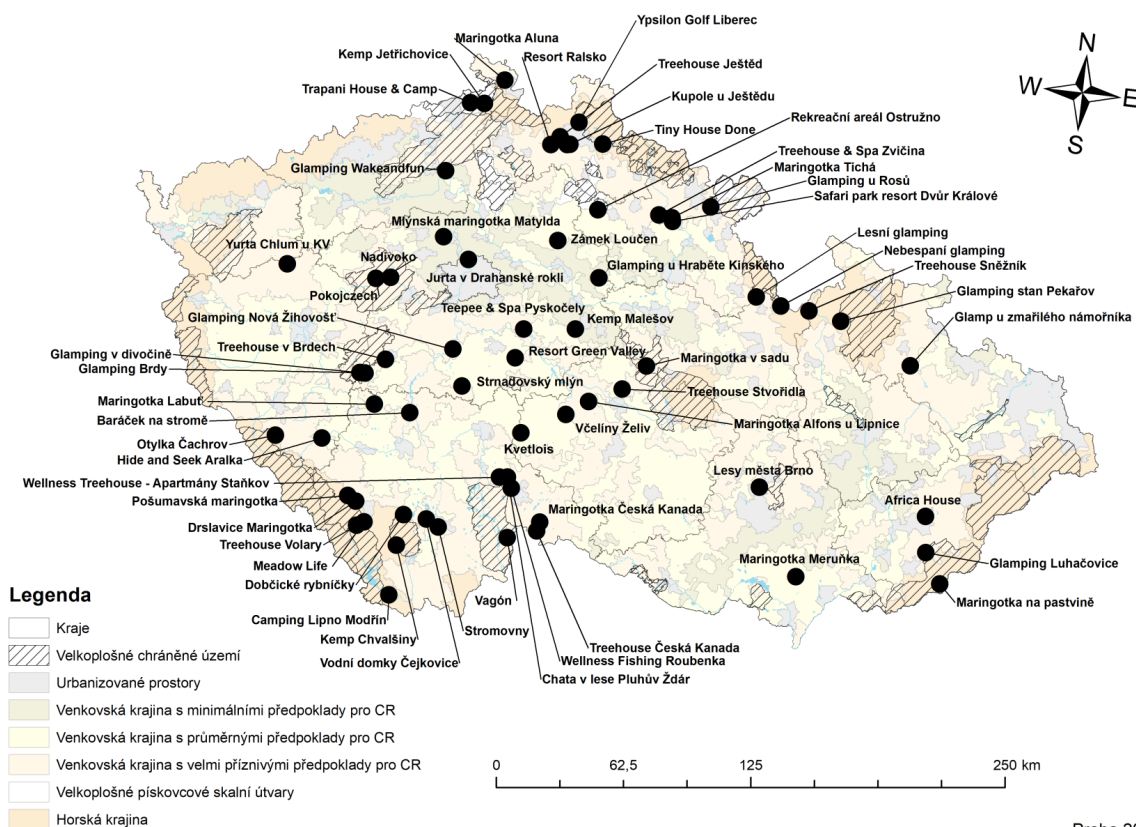 Ypsilon Golf Liberec
Maringotka Aluna
Resort Ralsko
Kemp Jetřichovice
Treehouse Ještěd
Trapani House & Camp
Kupole u Ještědu
Rekreační areál Ostružno
Tiny House Done
Treehouse & Spa Zvičina
Maringotka Tichá
Glamping u Rosů
Safari park resort Dvůr Králové
Glamping Wakeandfun
Mlýnská maringotka Matylda
Lesní glamping
Zámek Loučen
Nebespaní glamping
Yurta Chlum u KV
Nadivoko
Glamping u Hraběte Kinského
Treehouse Sněžník
Jurta v Drahanské rokli
Pokojczech
Glamping stan Pekařov
Teepee & Spa Pyskočely
Kemp Malešov
Glamp u zmařilého námořníka
Glamping Nová Žihovošť
Treehouse v Brdech
Resort Green Valley
Maringotka v sadu
Glamping v divočině
Glamping Brdy
Strnadovský mlýn
Treehouse Stvořidla
Maringotka Labuť
Baráček na stromě
Včelíny Želiv
Maringotka Alfons u Lipnice
Otylka Čachrov
Kvetlois
Hide and Seek Aralka
Lesy města Brno
Wellness Treehouse - Apartmány Staňkov
Pošumavská maringotka
Africa House
Maringotka Česká Kanada
Drslavice Maringotka
Treehouse Volary
Meadow Life
Maringotka Meruňka
Glamping Luhačovice
Dobčické rybníčky
Maringotka na pastvině
Vagón
Camping Lipno Modřín
Stromovny
Kemp Chvalšiny
Treehouse Česká Kanada
Vodní domky Čejkovice
Wellness Fishing Roubenka
Chata v lese Pluhův Ždár
N
W
E
S
Legenda
Kraje
Velkoplošné chráněné území
Urbanizované prostory
Venkovská krajina s minimálními předpoklady pro CR
Venkovská krajina s průměrnými předpoklady pro CR
Venkovská krajina s velmi příznivými předpoklady pro CR
Velkoplošné pískovcové skalní útvary
Horská krajina
0 62,5 125 250 km